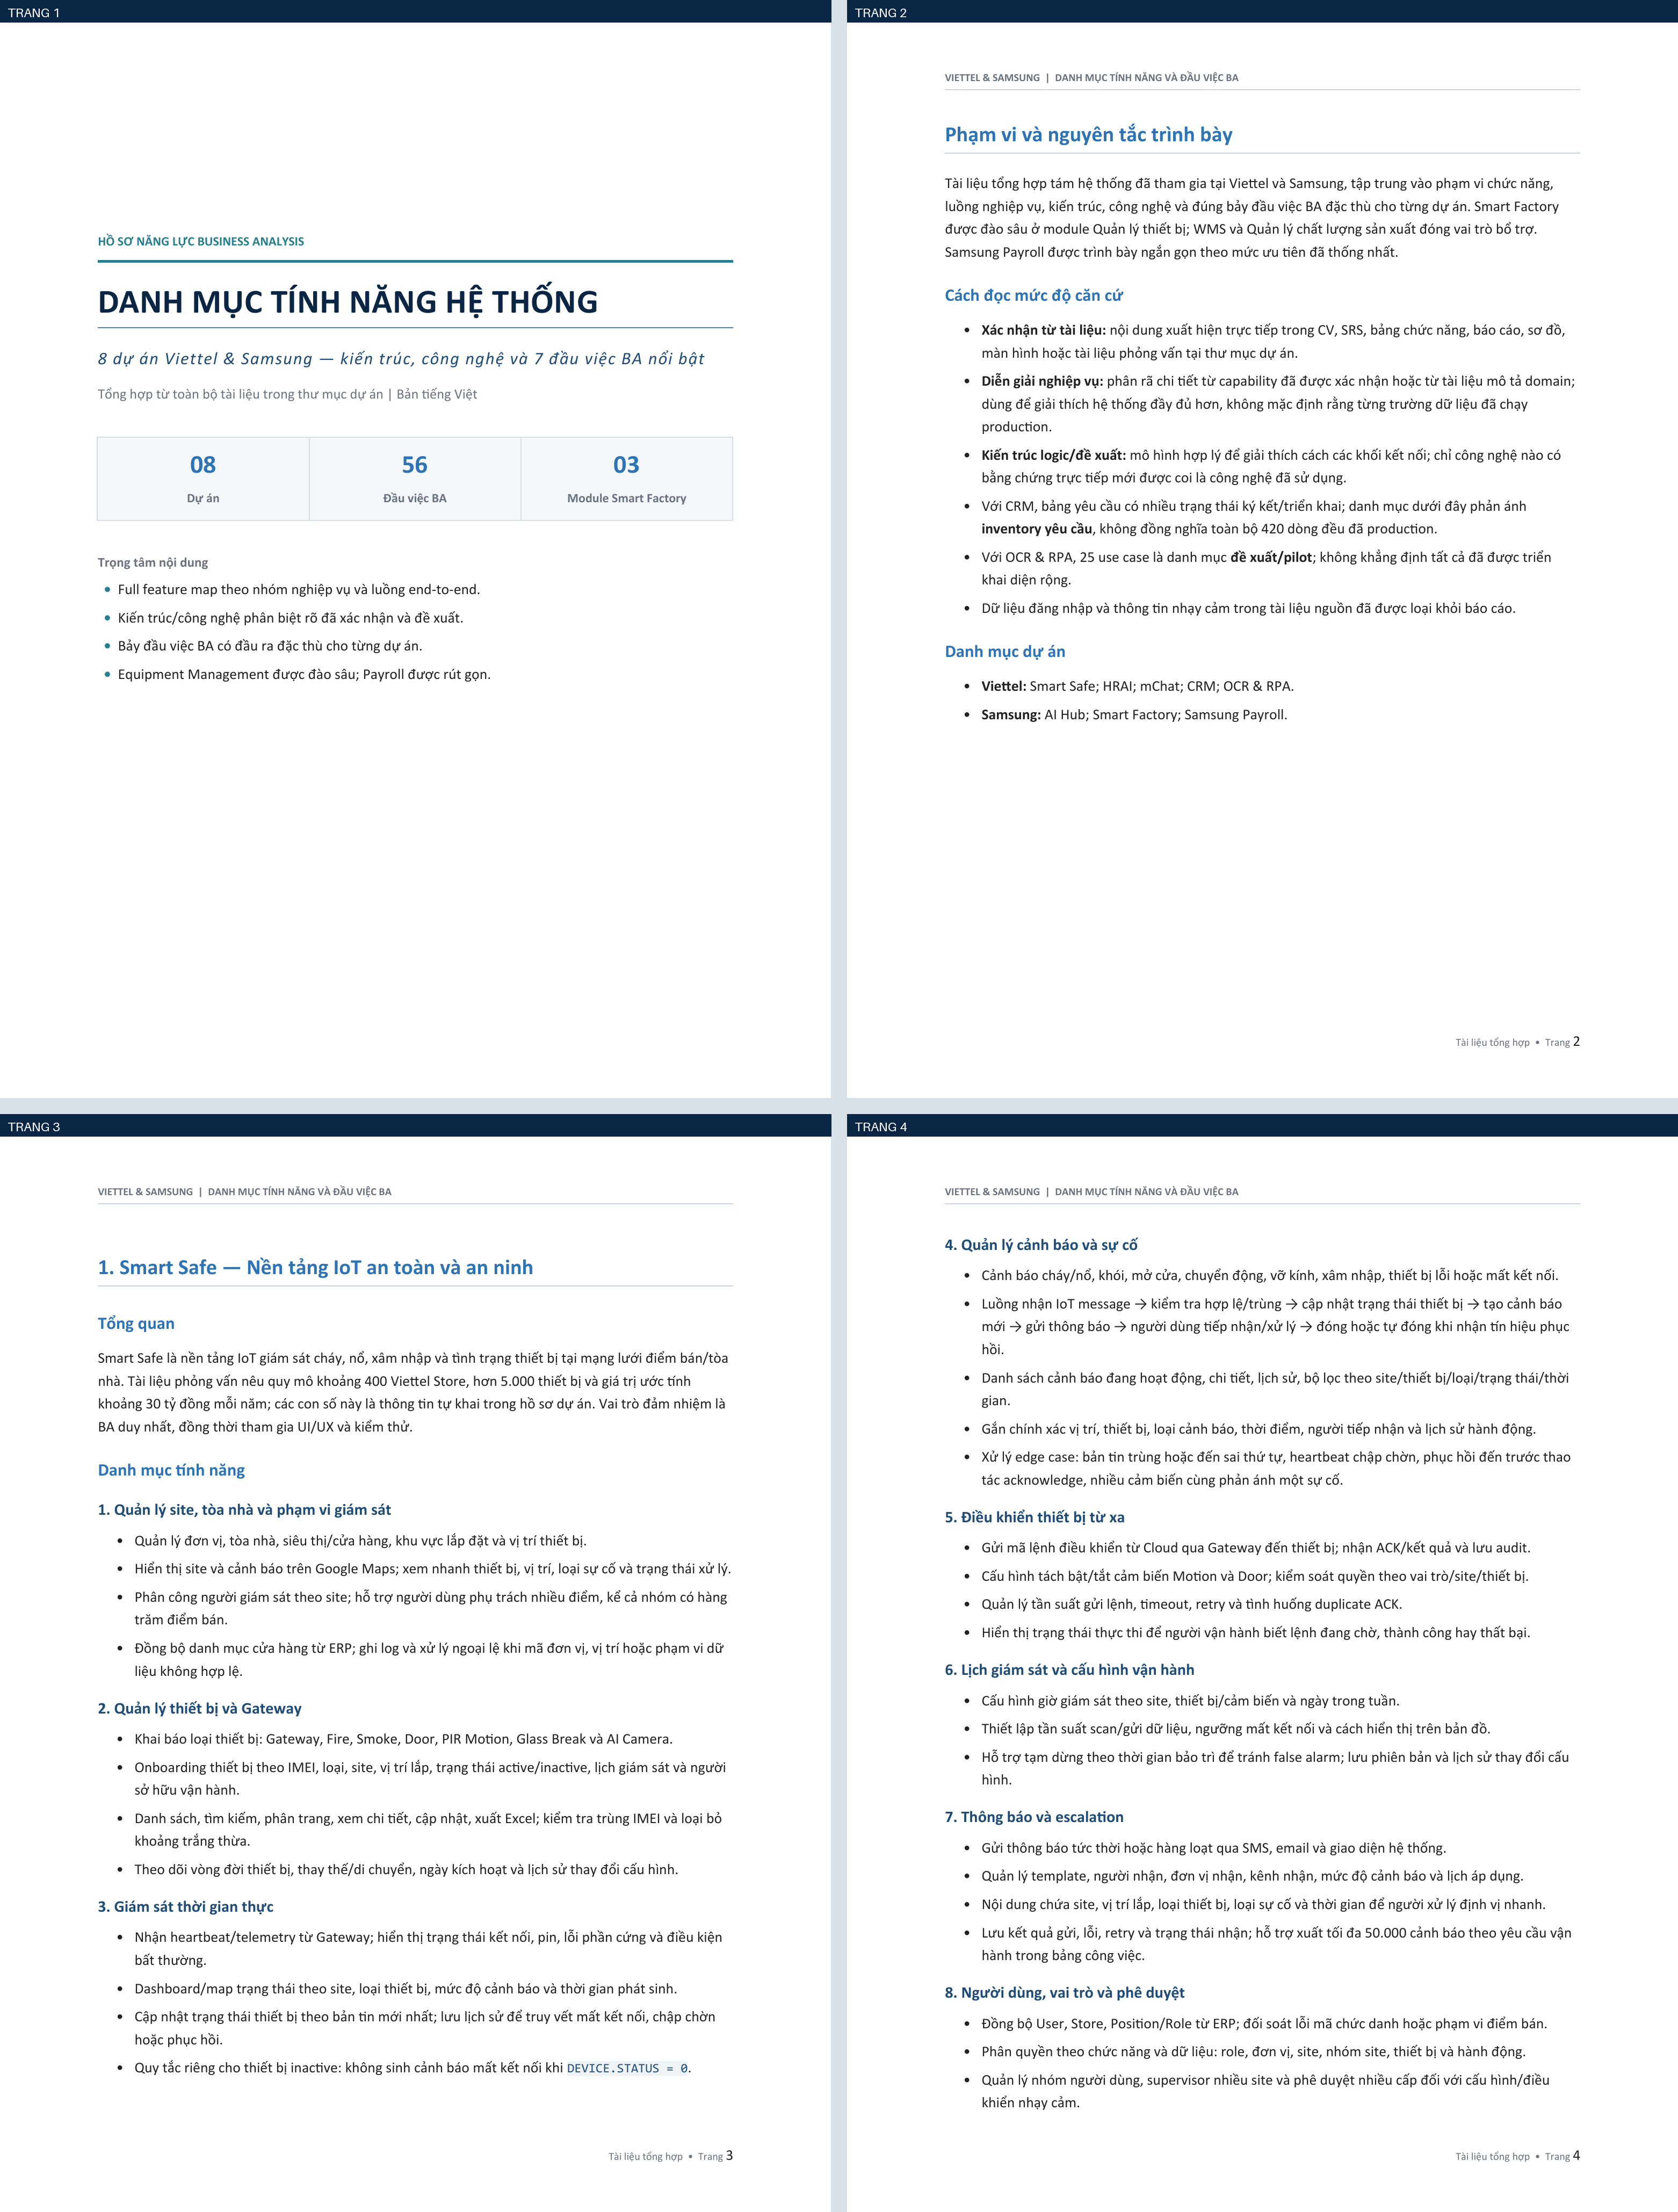 TRANG 1
HỒ SƠ NĂNG LỰC BUSINESS ANALYSIS
DANH MỤC TÍNH NĂNG HỆ THỐNG
8 dự án Viettel & Samsung — kiến trúc, công nghệ và 7 đầu việc BA nổi bật
Tổng hợp từ toàn bộ tài liệu trong thư mục dự án | Bản tiếng Việt
08
Dự án
56
Đầu việc BA
03
Module Smart Factory
Trọng tâm nội dung
• Full feature map theo nhóm nghiệp vụ và luồng end-to-end.
• Kiến trúc/công nghệ phân biệt rõ đã xác nhận và đề xuất.
• Bảy đầu việc BA có đầu ra đặc thù cho từng dự án.
• Equipment Management được đào sâu; Payroll được rút gọn.
TRANG 2
VIETTEL & SAMSUNG | DANH MỤC TÍNH NĂNG VÀ ĐẦU VIỆC BA
Phạm vi và nguyên tắc trình bày
Tài liệu tổng hợp tám hệ thống đã tham gia tại Viettel và Samsung, tập trung vào phạm vi chức năng,
luồng nghiệp vụ, kiến trúc, công nghệ và đúng bảy đầu việc BA đặc thù cho từng dự án. Smart Factory
được đào sâu ở module Quản lý thiết bị; WMS và Quản lý chất lượng sản xuất đóng vai trò bổ trợ.
Samsung Payroll được trình bày ngắn gọn theo mức ưu tiên đã thống nhất.
Cách đọc mức độ căn cứ
• Xác nhận từ tài liệu: nội dung xuất hiện trực tiếp trong CV, SRS, bảng chức năng, báo cáo, sơ đồ,
màn hình hoặc tài liệu phỏng vấn tại thư mục dự án.
• Diễn giải nghiệp vụ: phân rã chi tiết từ capability đã được xác nhận hoặc từ tài liệu mô tả domain;
dùng để giải thích hệ thống đầy đủ hơn, không mặc định rằng từng trường dữ liệu đã chạy
production.
• Kiến trúc logic/đề xuất: mô hình hợp lý để giải thích cách các khối kết nối; chỉ công nghệ nào có
bằng chứng trực tiếp mới được coi là công nghệ đã sử dụng.
• Với CRM, bảng yêu cầu có nhiều trạng thái ký kết/triển khai; danh mục dưới đây phản ánh
inventory yêu cầu, không đồng nghĩa toàn bộ 420 dòng đều đã production.
• Với OCR & RPA, 25 use case là danh mục đề xuất/pilot; không khẳng định tất cả đã được triển
khai diện rộng.
• Dữ liệu đăng nhập và thông tin nhạy cảm trong tài liệu nguồn đã được loại khỏi báo cáo.
Danh mục dự án
• Viettel: Smart Safe; HRAI; mChat; CRM; OCR & RPA.
• Samsung: AI Hub; Smart Factory; Samsung Payroll.
Tài liệu tổng hợp • Trang 2
TRANG 3
VIETTEL & SAMSUNG | DANH MỤC TÍNH NĂNG VÀ ĐẦU VIỆC BA
1. Smart Safe — Nền tảng IoT an toàn và an ninh
Tổng quan
Smart Safe là nền tảng IoT giám sát cháy, nổ, xâm nhập và tình trạng thiết bị tại mạng lưới điểm bán/tòa
nhà. Tài liệu phỏng vấn nêu quy mô khoảng 400 Viettel Store, hơn 5.000 thiết bị và giá trị ước tính
khoảng 30 tỷ đồng mỗi năm; các con số này là thông tin tự khai trong hồ sơ dự án. Vai trò đảm nhiệm là
BA duy nhất, đồng thời tham gia UI/UX và kiểm thử.
Danh mục tính năng
1. Quản lý site, tòa nhà và phạm vi giám sát
• Quản lý đơn vị, tòa nhà, siêu thị/cửa hàng, khu vực lắp đặt và vị trí thiết bị.
• Hiển thị site và cảnh báo trên Google Maps; xem nhanh thiết bị, vị trí, loại sự cố và trạng thái xử lý.
• Phân công người giám sát theo site; hỗ trợ người dùng phụ trách nhiều điểm, kể cả nhóm có hàng
trăm điểm bán.
• Đồng bộ danh mục cửa hàng từ ERP; ghi log và xử lý ngoại lệ khi mã đơn vị, vị trí hoặc phạm vi dữ
liệu không hợp lệ.
2. Quản lý thiết bị và Gateway
• Khai báo loại thiết bị: Gateway, Fire, Smoke, Door, PIR Motion, Glass Break và AI Camera.
• Onboarding thiết bị theo IMEI, loại, site, vị trí lắp, trạng thái active/inactive, lịch giám sát và người
sở hữu vận hành.
• Danh sách, tìm kiếm, phân trang, xem chi tiết, cập nhật, xuất Excel; kiểm tra trùng IMEI và loại bỏ
khoảng trắng thừa.
• Theo dõi vòng đời thiết bị, thay thế/di chuyển, ngày kích hoạt và lịch sử thay đổi cấu hình.
3. Giám sát thời gian thực
• Nhận heartbeat/telemetry từ Gateway; hiển thị trạng thái kết nối, pin, lỗi phần cứng và điều kiện
bất thường.
• Dashboard/map trạng thái theo site, loại thiết bị, mức độ cảnh báo và thời gian phát sinh.
• Cập nhật trạng thái thiết bị theo bản tin mới nhất; lưu lịch sử để truy vết mất kết nối, chập chờn
hoặc phục hồi.
• Quy tắc riêng cho thiết bị inactive: không sinh cảnh báo mất kết nối khi DEVICE.STATUS = 0.
Tài liệu tổng hợp • Trang 3
TRANG 4
VIETTEL & SAMSUNG | DANH MỤC TÍNH NĂNG VÀ ĐẦU VIỆC BA
4. Quản lý cảnh báo và sự cố
• Cảnh báo cháy/nổ, khói, mở cửa, chuyển động, vỡ kính, xâm nhập, thiết bị lỗi hoặc mất kết nối.
• Luồng nhận IoT message → kiểm tra hợp lệ/trùng → cập nhật trạng thái thiết bị → tạo cảnh báo
mới → gửi thông báo → người dùng tiếp nhận/xử lý → đóng hoặc tự đóng khi nhận tín hiệu phục
hồi.
• Danh sách cảnh báo đang hoạt động, chi tiết, lịch sử, bộ lọc theo site/thiết bị/loại/trạng thái/thời
gian.
• Gắn chính xác vị trí, thiết bị, loại cảnh báo, thời điểm, người tiếp nhận và lịch sử hành động.
• Xử lý edge case: bản tin trùng hoặc đến sai thứ tự, heartbeat chập chờn, phục hồi đến trước thao
tác acknowledge, nhiều cảm biến cùng phản ánh một sự cố.
5. Điều khiển thiết bị từ xa
• Gửi mã lệnh điều khiển từ Cloud qua Gateway đến thiết bị; nhận ACK/kết quả và lưu audit.
• Cấu hình tách bật/tắt cảm biến Motion và Door; kiểm soát quyền theo vai trò/site/thiết bị.
• Quản lý tần suất gửi lệnh, timeout, retry và tình huống duplicate ACK.
• Hiển thị trạng thái thực thi để người vận hành biết lệnh đang chờ, thành công hay thất bại.
6. Lịch giám sát và cấu hình vận hành
• Cấu hình giờ giám sát theo site, thiết bị/cảm biến và ngày trong tuần.
• Thiết lập tần suất scan/gửi dữ liệu, ngưỡng mất kết nối và cách hiển thị trên bản đồ.
• Hỗ trợ tạm dừng theo thời gian bảo trì để tránh false alarm; lưu phiên bản và lịch sử thay đổi cấu
hình.
7. Thông báo và escalation
• Gửi thông báo tức thời hoặc hàng loạt qua SMS, email và giao diện hệ thống.
• Quản lý template, người nhận, đơn vị nhận, kênh nhận, mức độ cảnh báo và lịch áp dụng.
• Nội dung chứa site, vị trí lắp, loại thiết bị, loại sự cố và thời gian để người xử lý định vị nhanh.
• Lưu kết quả gửi, lỗi, retry và trạng thái nhận; hỗ trợ xuất tối đa 50.000 cảnh báo theo yêu cầu vận
hành trong bảng công việc.
8. Người dùng, vai trò và phê duyệt
• Đồng bộ User, Store, Position/Role từ ERP; đối soát lỗi mã chức danh hoặc phạm vi điểm bán.
• Phân quyền theo chức năng và dữ liệu: role, đơn vị, site, nhóm site, thiết bị và hành động.
• Quản lý nhóm người dùng, supervisor nhiều site và phê duyệt nhiều cấp đối với cấu hình/điều
khiển nhạy cảm.
Tài liệu tổng hợp • Trang 4